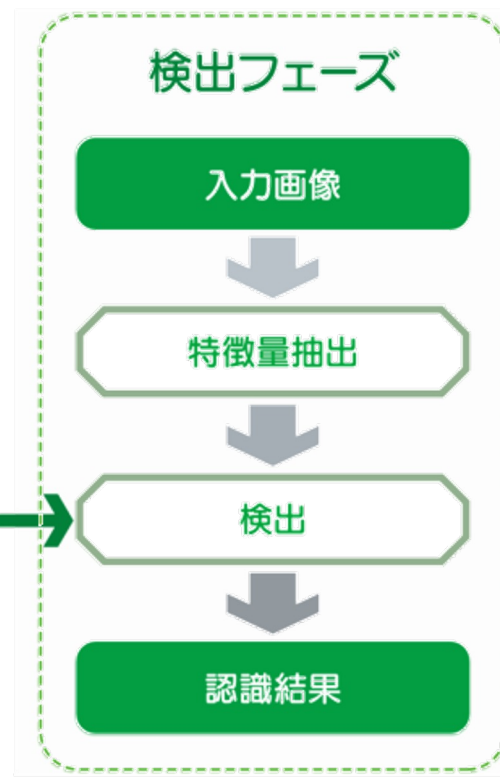 検出フェーズ
入力画像
特徴量抽出
検出
認識結果